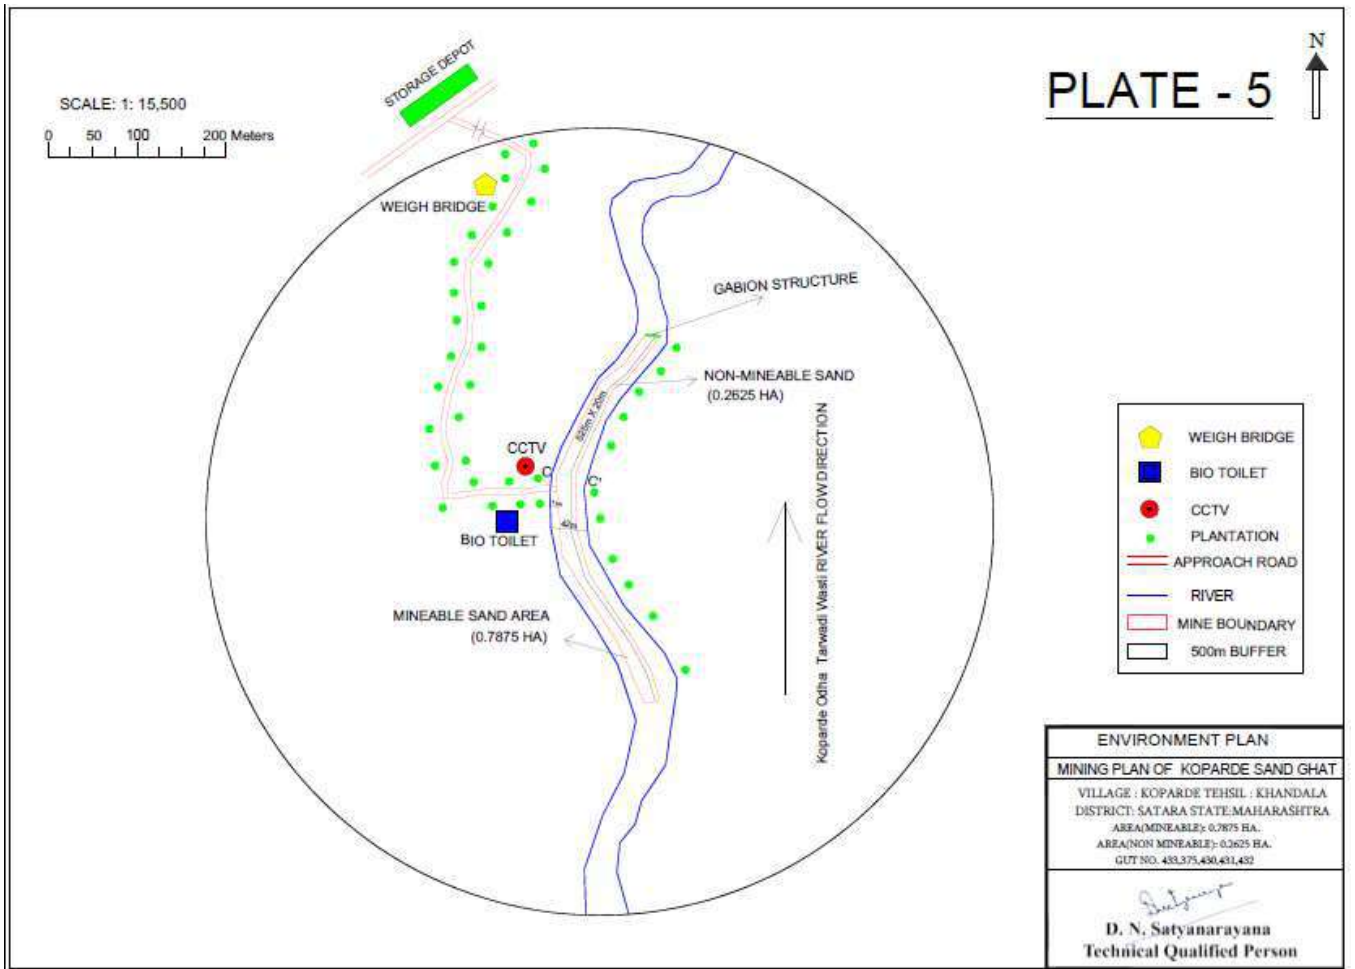 N
PLATE - 5
SCALE: 1: 15,500
0 50 100 200 Meters
STORAGE DEPOT
WEIGH BRIDGE
GABION STRUCTURE
NON-MINEABLE SAND
(0.2625 HA)
525m X 20m
CCTV
C C'
42m
BIO TOILET
MINEABLE SAND AREA
(0.7875 HA)
Koparde Odha Tarwadi Wasti RIVER FLOW DIRECTION
WEIGH BRIDGE
BIO TOILET
CCTV
PLANTATION
APPROACH ROAD
RIVER
MINE BOUNDARY
500m BUFFER
ENVIRONMENT PLAN
MINING PLAN OF KOPARDE SAND GHAT
VILLAGE : KOPARDE TEHSIL : KHANDALA
DISTRICT: SATARA STATE:MAHARASHTRA
AREA(MINEABLE): 0.7875 HA.
AREA(NON MINEABLE): 0.2625 HA.
GUT NO. 433,375,430,431,432
D. N. Satyanarayana
Technical Qualified Person